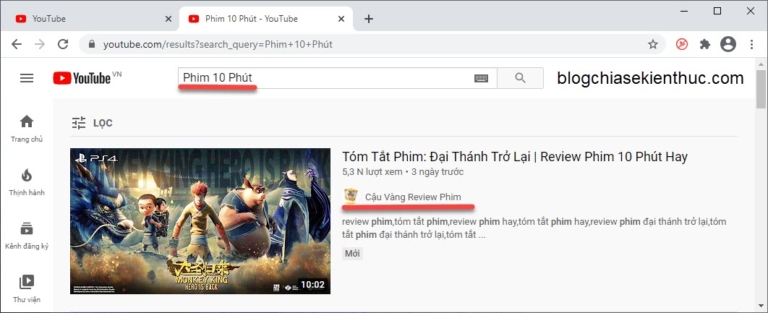 YouTube
Phim 10 Phút - YouTube
youtube.com/results?search_query=Phim+10+Phút
YouTube VN
Phim 10 Phút
blogchiasekienthuc.com
Trang chủ
Thịnh hành
Kênh đăng ký
Thư viện
LỌC
PS4
MONKEY KING
HERO IS BACK
10:02
Tóm Tắt Phim: Đại Thánh Trở Lại | Review Phim 10 Phút Hay
5,3 N lượt xem • 3 ngày trước
Cậu Vàng Review Phim
review phim,tóm tắt phim,review phim hay,tóm tắt phim hay,review phim đại thánh trở lại,tóm
tắt phim đại thánh trở lại,tóm tắt ...
Mới